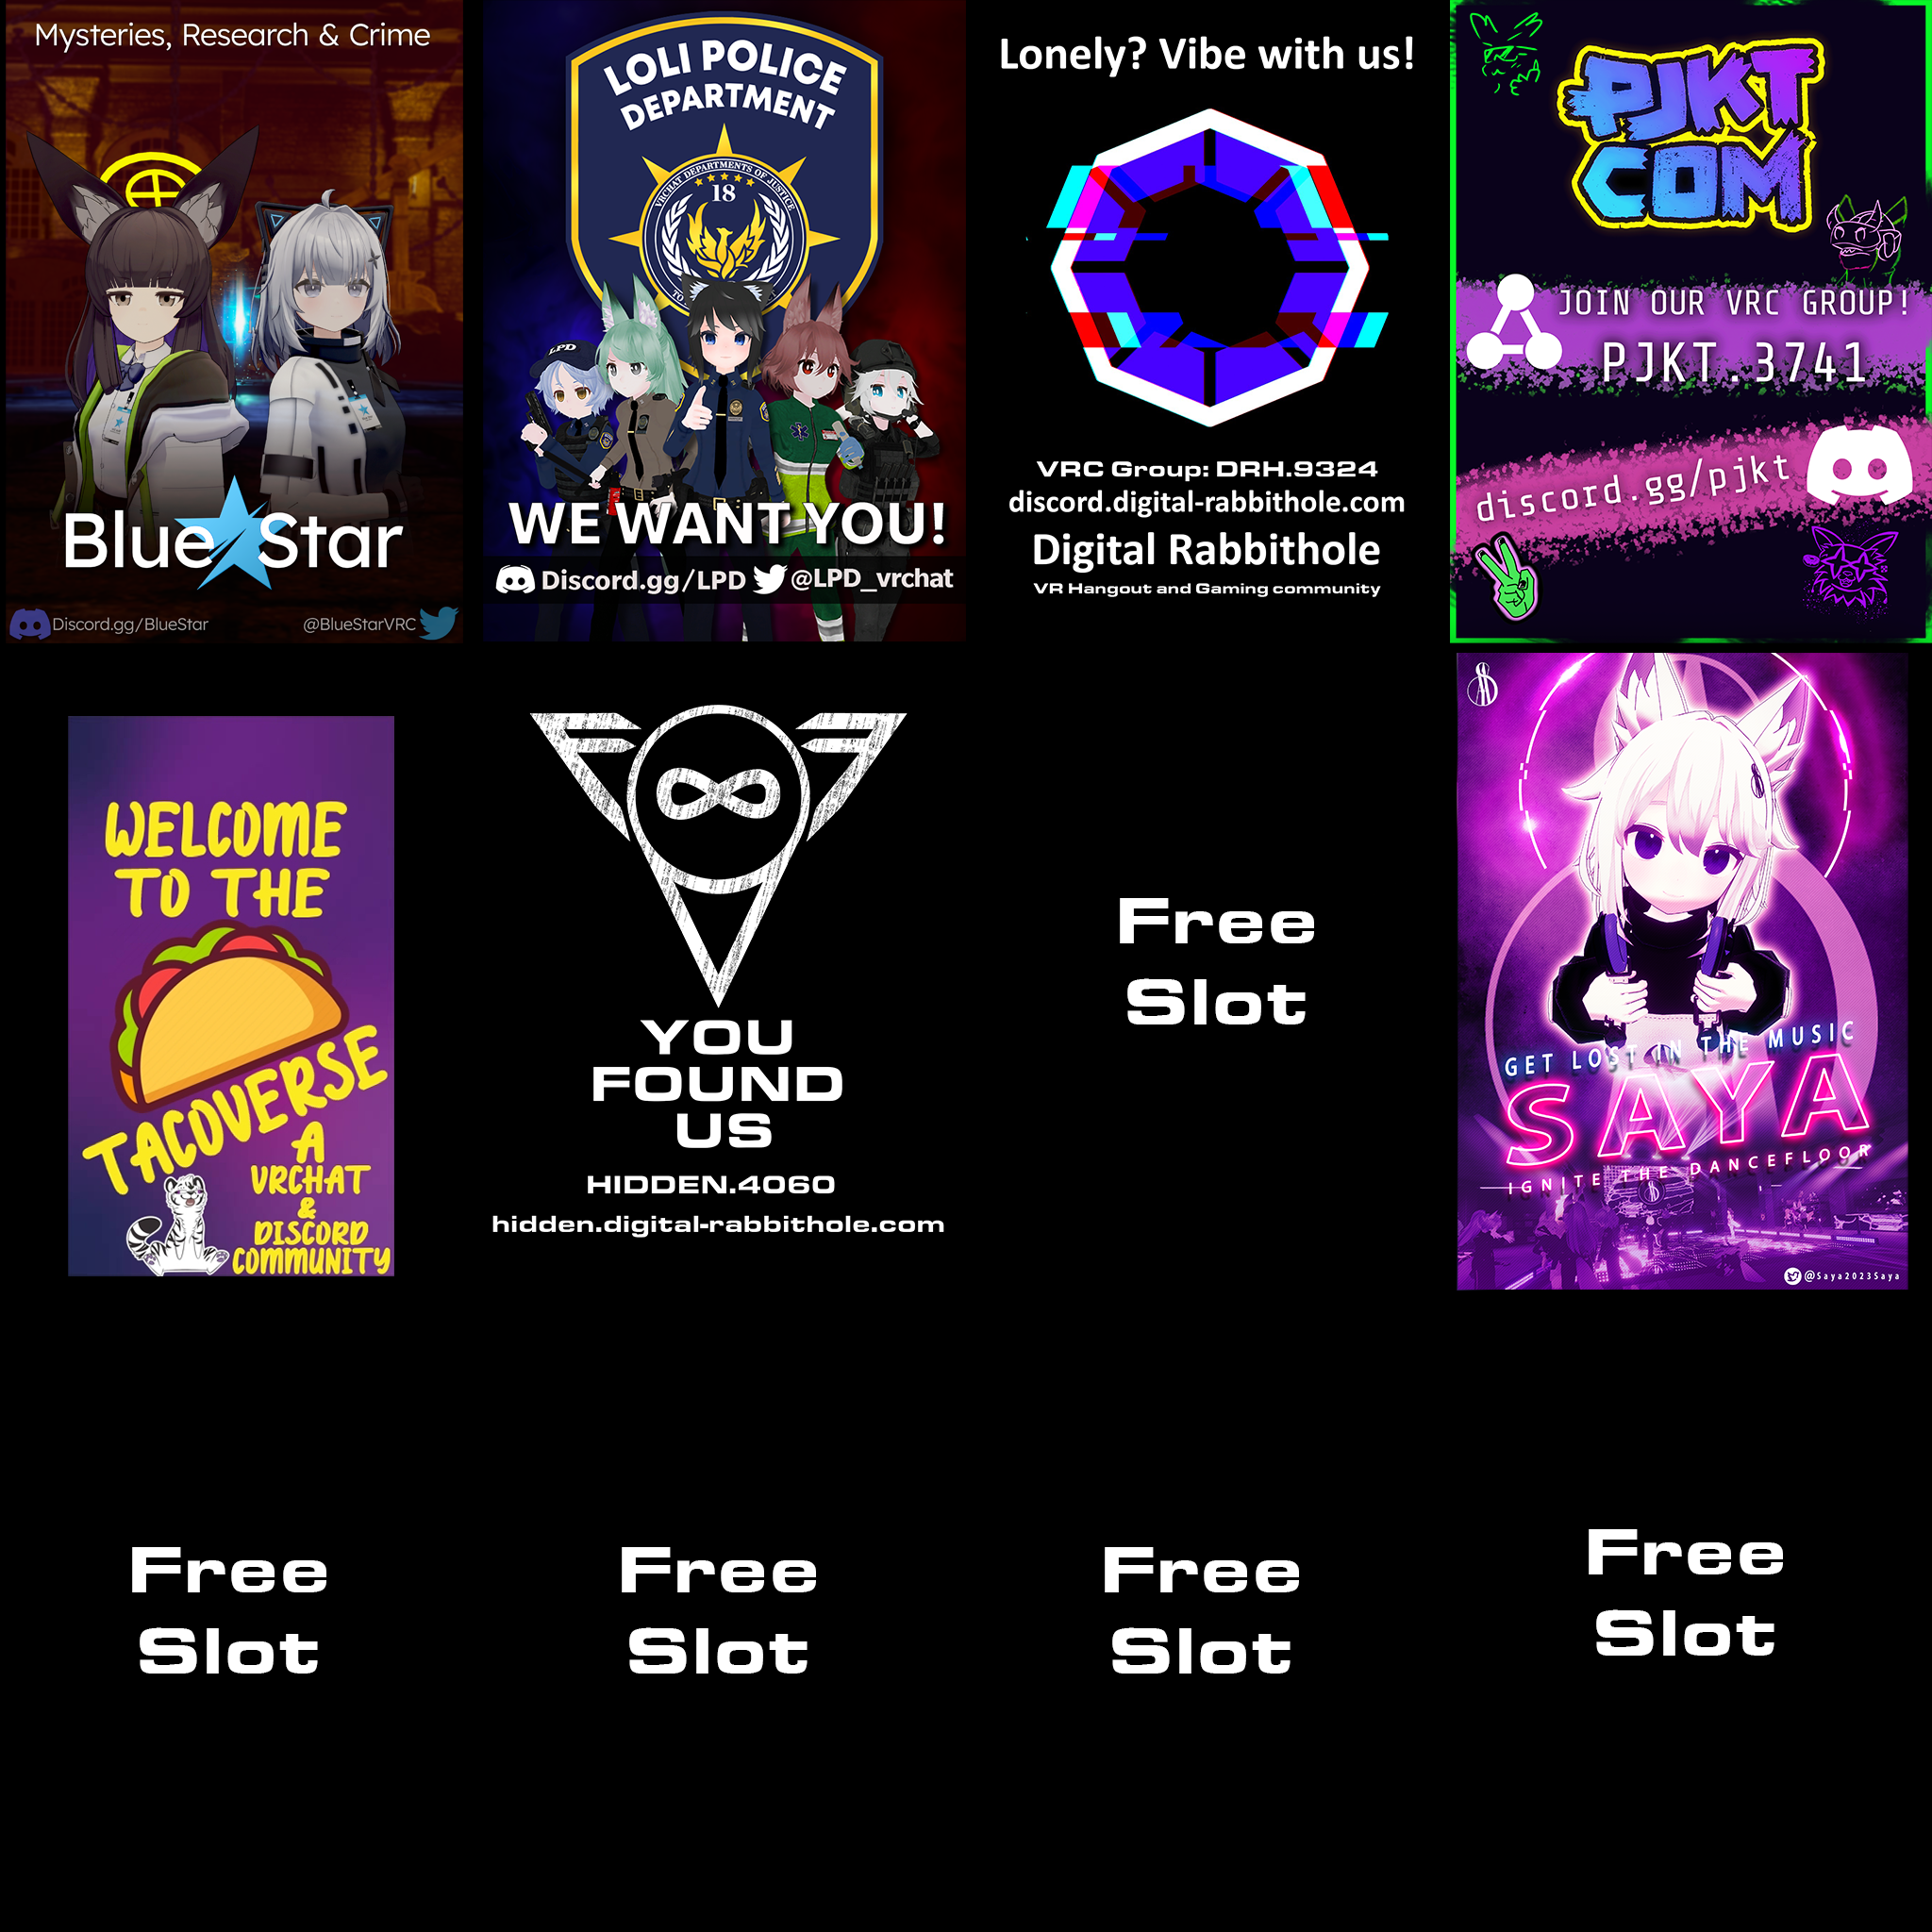 Mysteries, Research & Crime
Blue Star
Discord.gg/BlueStar
@BlueStarVRC
LOLI POLICE
DEPARTMENT
VRCHAT DEPARTMENTS OF JUSTICE
18
LPD
WE WANT YOU!
Discord.gg/LPD @LPD_vrchat
Lonely? Vibe with us!
VRC Group: DRH.9324
discord.digital-rabbithole.com
Digital Rabbithole
VR Hangout and Gaming community
PJKT
COM
JOIN OUR VRC GROUP!
PJKT.3741
discord.gg/pjkt
WELCOME
TO THE
TACOVERSE
A
VRCHAT
&
DISCORD
COMMUNITY
YOU
FOUND
US
HIDDEN.4060
hidden.digital-rabbithole.com
Free
Slot
GET LOST IN THE MUSIC
SAYA
IGNITE THE DANCEFLOOR
@Saya2023Saya
Free
Slot
Free
Slot
Free
Slot
Free
Slot